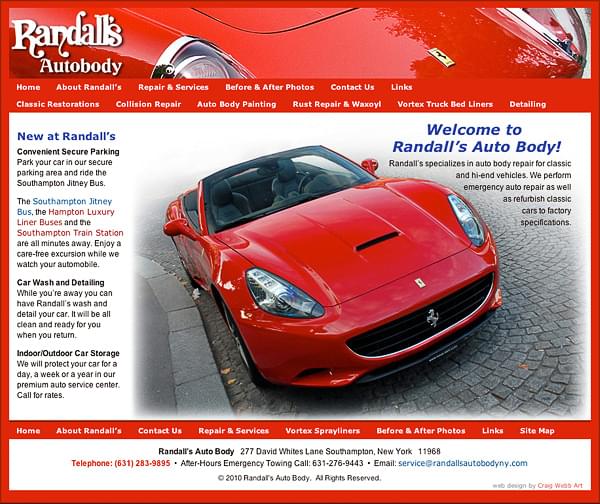 Randall's
Autobody
Home About Randall's Repair & Services Before & After Photos Contact Us Links
Classic Restorations Collision Repair Auto Body Painting Rust Repair & Waxoyl Vortex Truck Bed Liners Detailing
New at Randall's
Convenient Secure Parking
Park your car in our secure
parking area and ride the
Southampton Jitney Bus.
The Southampton Jitney
Bus, the Hampton Luxury
Liner Buses and the
Southampton Train Station
are all minutes away. Enjoy a
care-free excursion while we
watch your automobile.
Car Wash and Detailing
While you're away you can
have Randall's wash and
detail your car. It will be all
clean and ready for you
when you return.
Indoor/Outdoor Car Storage
We will protect your car for a
day, a week or a year in our
premium auto service center.
Call for rates.
Welcome to
Randall's Auto Body!
Randall's specializes in auto body repair for classic
and hi-end vehicles. We perform
emergency auto repair as well
as refurbish classic
cars to factory
specifications.
Home About Randall's Contact Us Repair & Services Vortex Sprayliners Before & After Photos Links Site Map
Randall's Auto Body 277 David Whites Lane Southampton, New York 11968
Telephone: (631) 283-9895 • After-Hours Emergency Towing Call: 631-276-9443 • Email: service@randallsautobodyny.com
© 2010 Randall's Auto Body. All Rights Reserved.
web design by Craig Webb Art